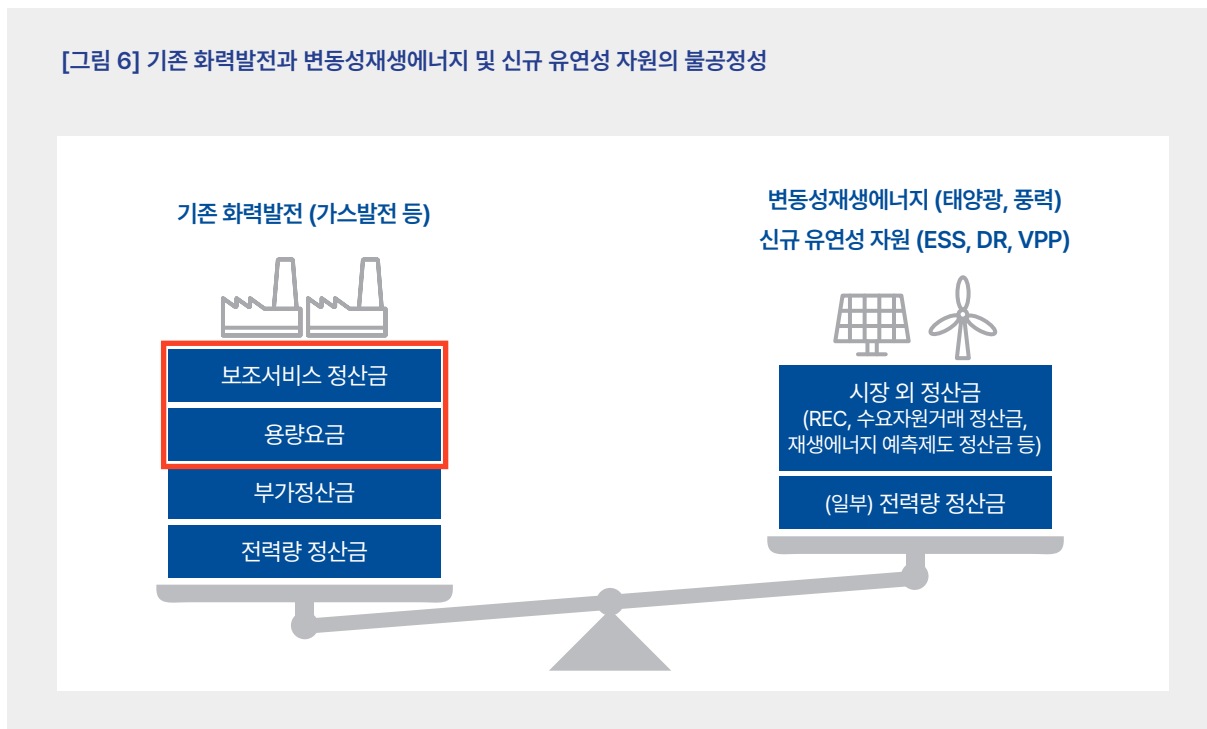 [그림 6] 기존 화력발전과 변동성재생에너지 및 신규 유연성 자원의 불공정성
기존 화력발전 (가스발전 등)
보조서비스 정산금
용량요금
부가정산금
전력량 정산금
변동성재생에너지 (태양광, 풍력)
신규 유연성 자원 (ESS, DR, VPP)
시장 외 정산금
(REC, 수요자원거래 정산금,
재생에너지 예측제도 정산금 등)
(일부) 전력량 정산금